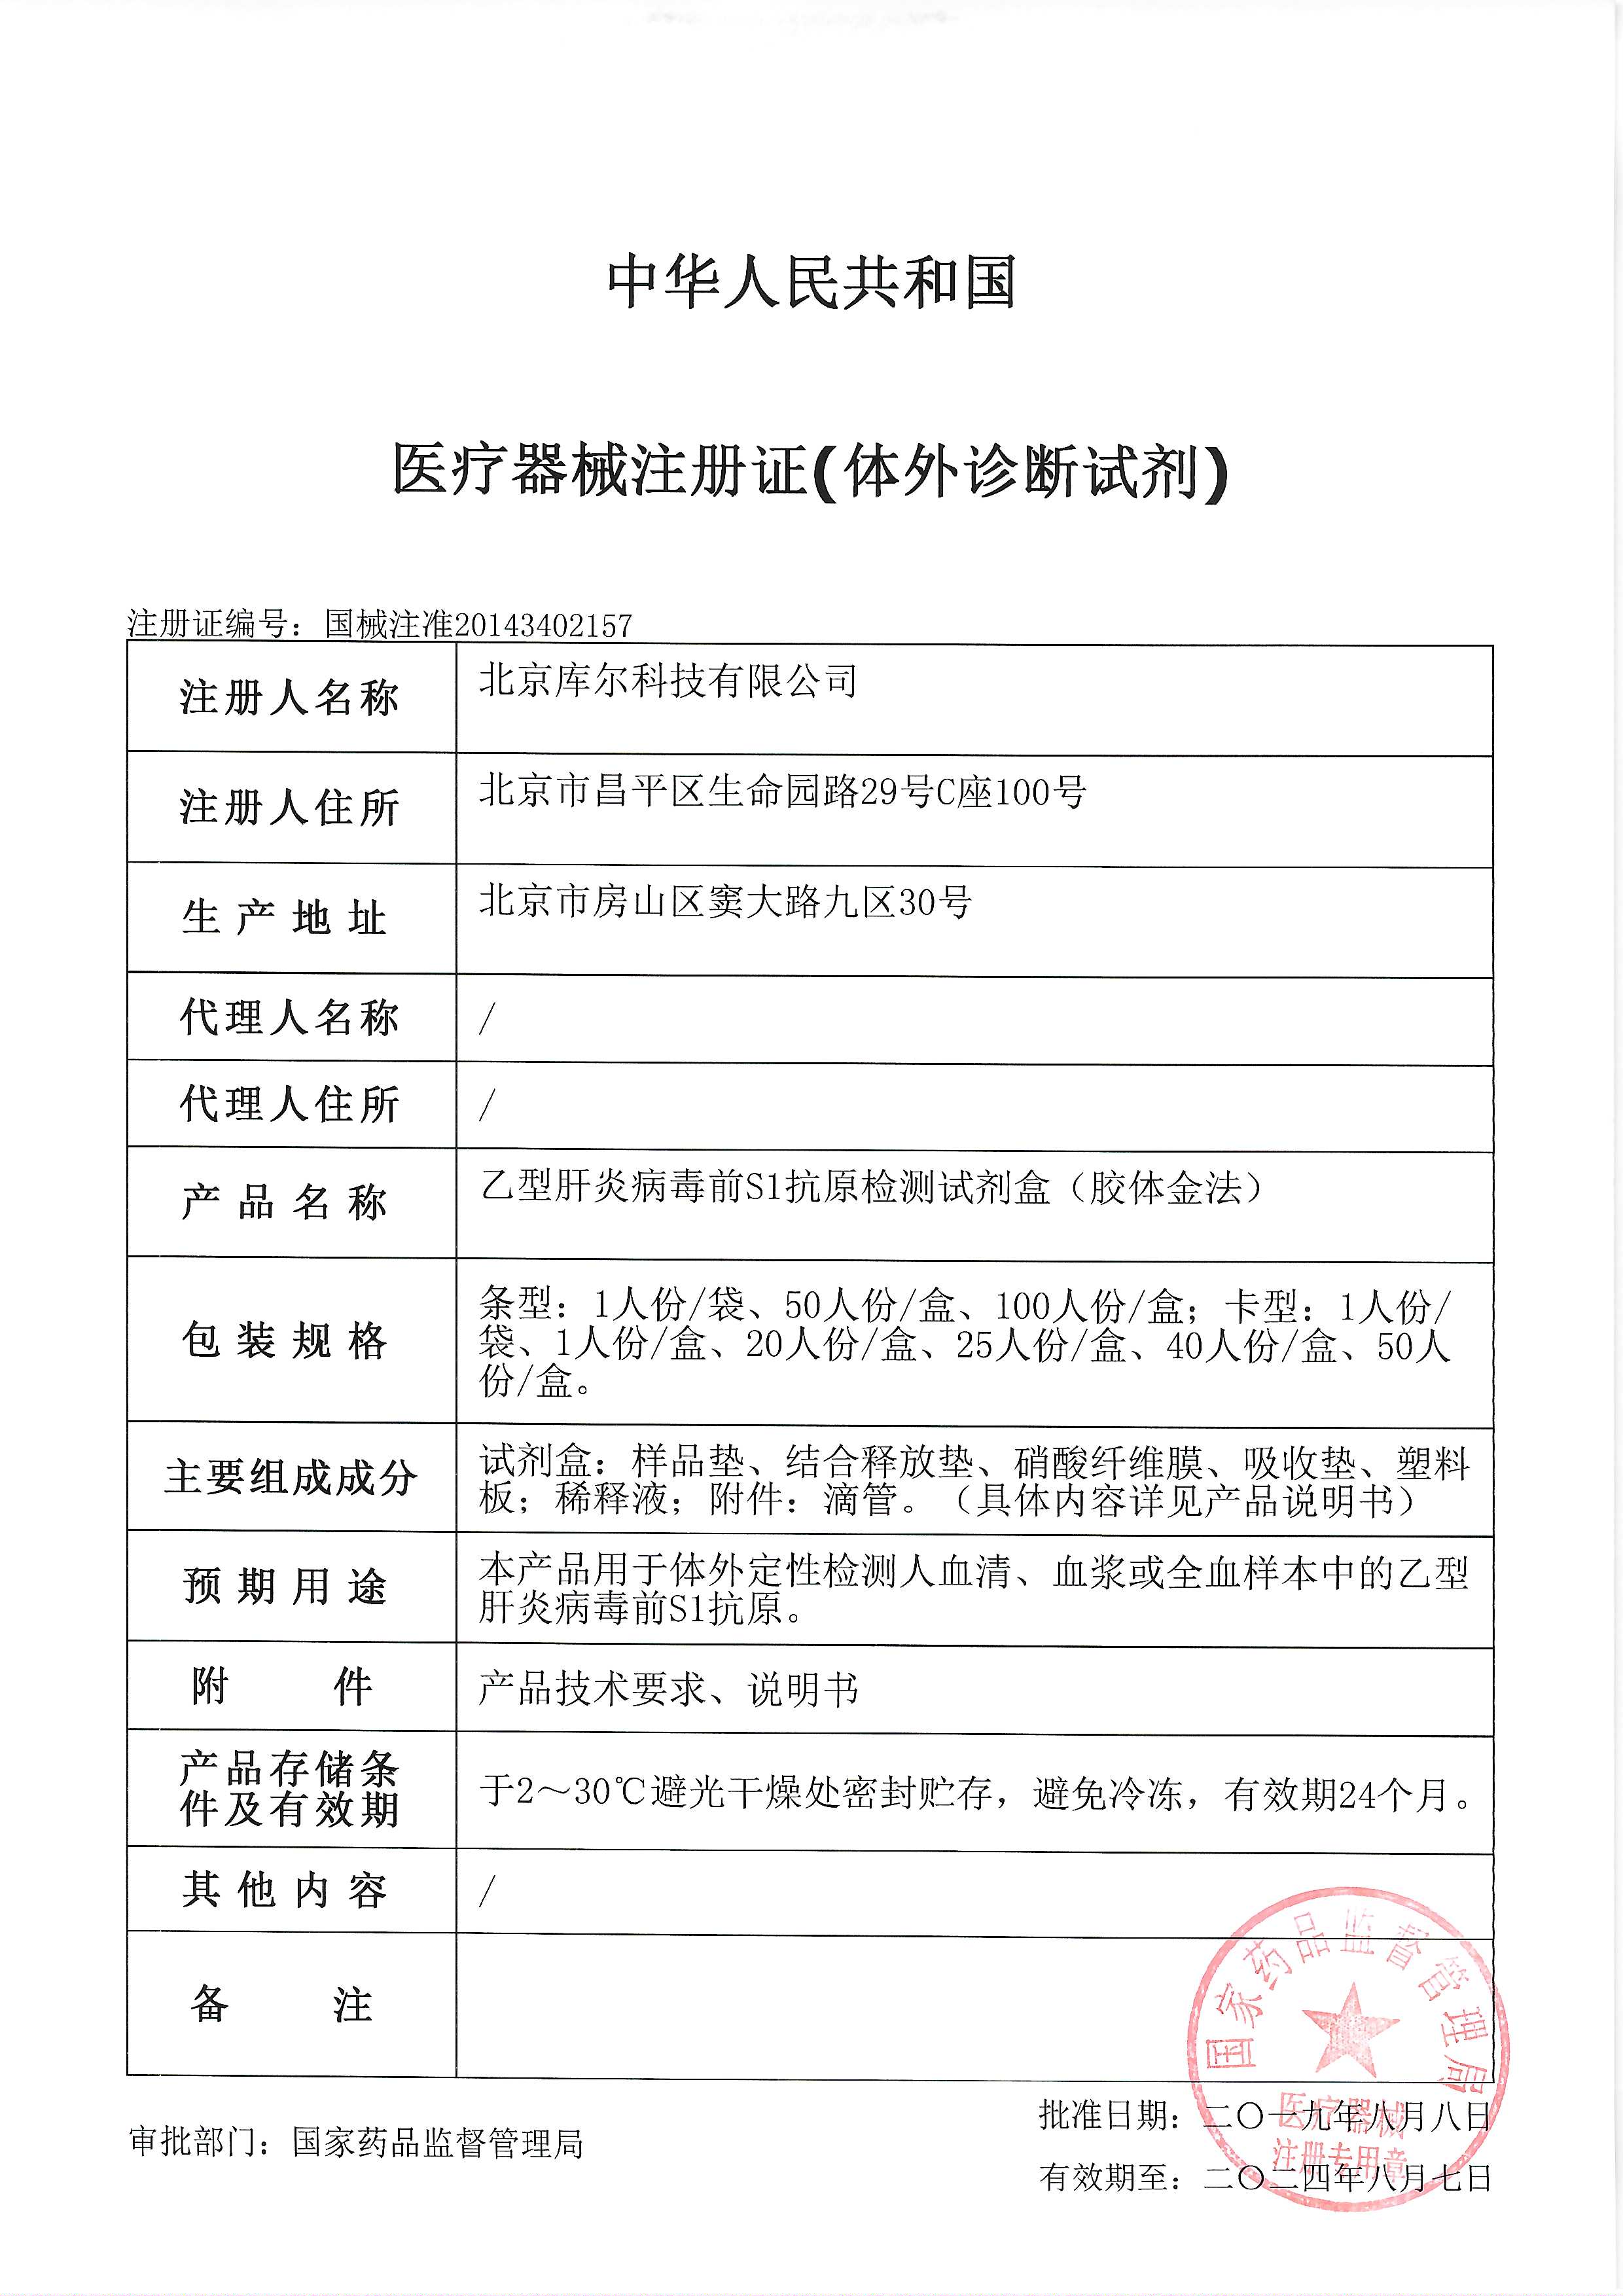 中华人民共和国
医疗器械注册证(体外诊断试剂)
注册证编号：国械注准20143402157
注册人名称
北京库尔科技有限公司
注册人住所
北京市昌平区生命园路29号C座100号
生产地址
北京市房山区窦大路九区30号
代理人名称
/
代理人住所
/
产品名称
乙型肝炎病毒前S1抗原检测试剂盒（胶体金法）
包装规格
条型：1人份/袋、50人份/盒、100人份/盒；卡型：1人份/
袋、1人份/盒、20人份/盒、25人份/盒、40人份/盒、50人
份/盒。
主要组成成分
试剂盒：样品垫、结合释放垫、硝酸纤维膜、吸收垫、塑料
板；稀释液；附件：滴管。（具体内容详见产品说明书）
预期用途
本产品用于体外定性检测人血清、血浆或全血样本中的乙型
肝炎病毒前S1抗原。
附件
产品技术要求、说明书
产品存储条
件及有效期
于2～30℃避光干燥处密封贮存，避免冷冻，有效期24个月。
其他内容
/
备注
国家药品监督管理局
医疗器械
注册专用章
审批部门：国家药品监督管理局
批准日期：二〇一九年八月八日
有效期至：二〇二四年八月七日